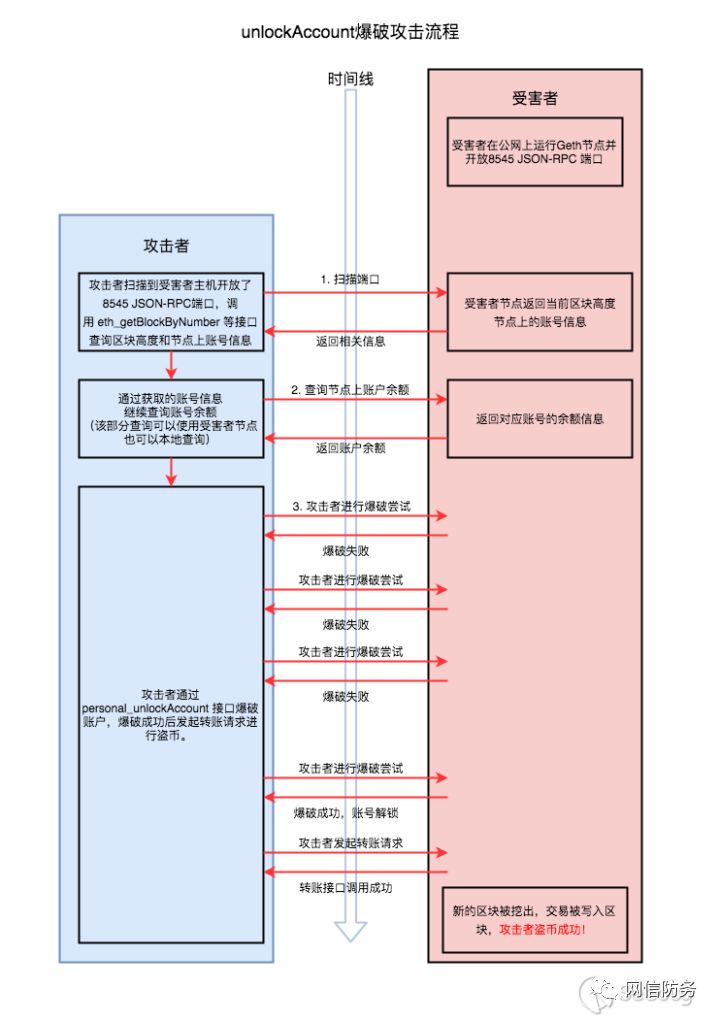 unlockAccount爆破攻击流程
时间线
受害者
受害者在公网上运行Geth节点并
开放8545 JSON-RPC 端口
攻击者
攻击者扫描到受害者主机开放了
8545 JSON-RPC端口，调
用 eth_getBlockByNumber 等接口
查询区块高度和节点上账号信息
1. 扫描端口
返回相关信息
受害者节点返回当前区块高度
节点上的账号信息
通过获取的账号信息
继续查询账号余额
（该部分查询可以使用受害者节点
也可以本地查询）
2. 查询节点上账户余额
返回账户余额
返回对应账号的余额信息
3. 攻击者进行爆破尝试
爆破失败
攻击者进行爆破尝试
爆破失败
攻击者进行爆破尝试
爆破失败
攻击者通过
personal_unlockAccount 接口爆破
账户，爆破成功后发起转账请求进
行盗币。
攻击者进行爆破尝试
爆破成功，账号解锁
攻击者发起转账请求
转账接口调用成功
新的区块被挖出，交易被写入区
块，攻击者盗币成功！
网信防务